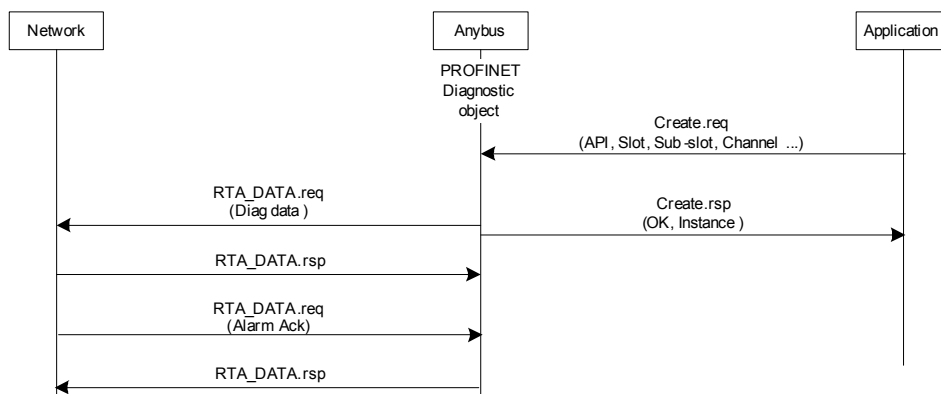 Network
Anybus
Application
PROFINET
Diagnostic
object
Create.req
(API, Slot, Sub-slot, Channel ...)
RTA_DATA.req
(Diag data )
Create.rsp
(OK, Instance )
RTA_DATA.rsp
RTA_DATA.req
(Alarm Ack)
RTA_DATA.rsp